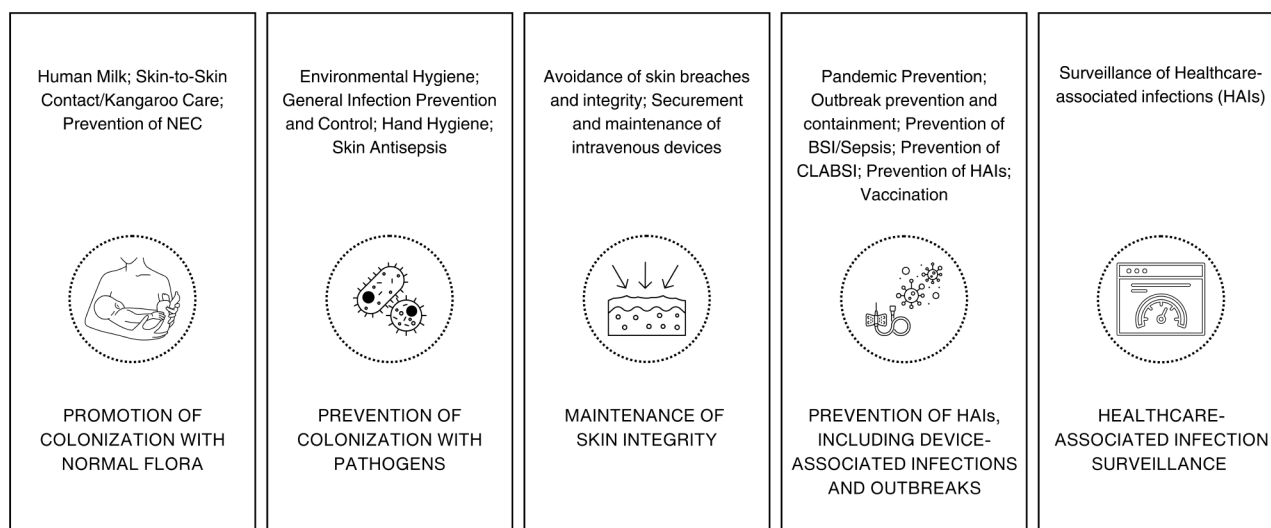 Human Milk; Skin-to-Skin
Contact/Kangaroo Care;
Prevention of NEC
PROMOTION OF
COLONIZATION WITH
NORMAL FLORA
Environmental Hygiene;
General Infection Prevention
and Control; Hand Hygiene;
Skin Antisepsis
PREVENTION OF
COLONIZATION WITH
PATHOGENS
Avoidance of skin breaches
and integrity; Securement
and maintenance of
intravenous devices
MAINTENANCE OF
SKIN INTEGRITY
Pandemic Prevention;
Outbreak prevention and
containment; Prevention of
BSI/Sepsis; Prevention of
CLABSI; Prevention of HAIs;
Vaccination
PREVENTION OF HAIs,
INCLUDING DEVICE-
ASSOCIATED INFECTIONS
AND OUTBREAKS
Surveillance of Healthcare-
associated infections (HAIs)
HEALTHCARE-
ASSOCIATED INFECTION
SURVEILLANCE